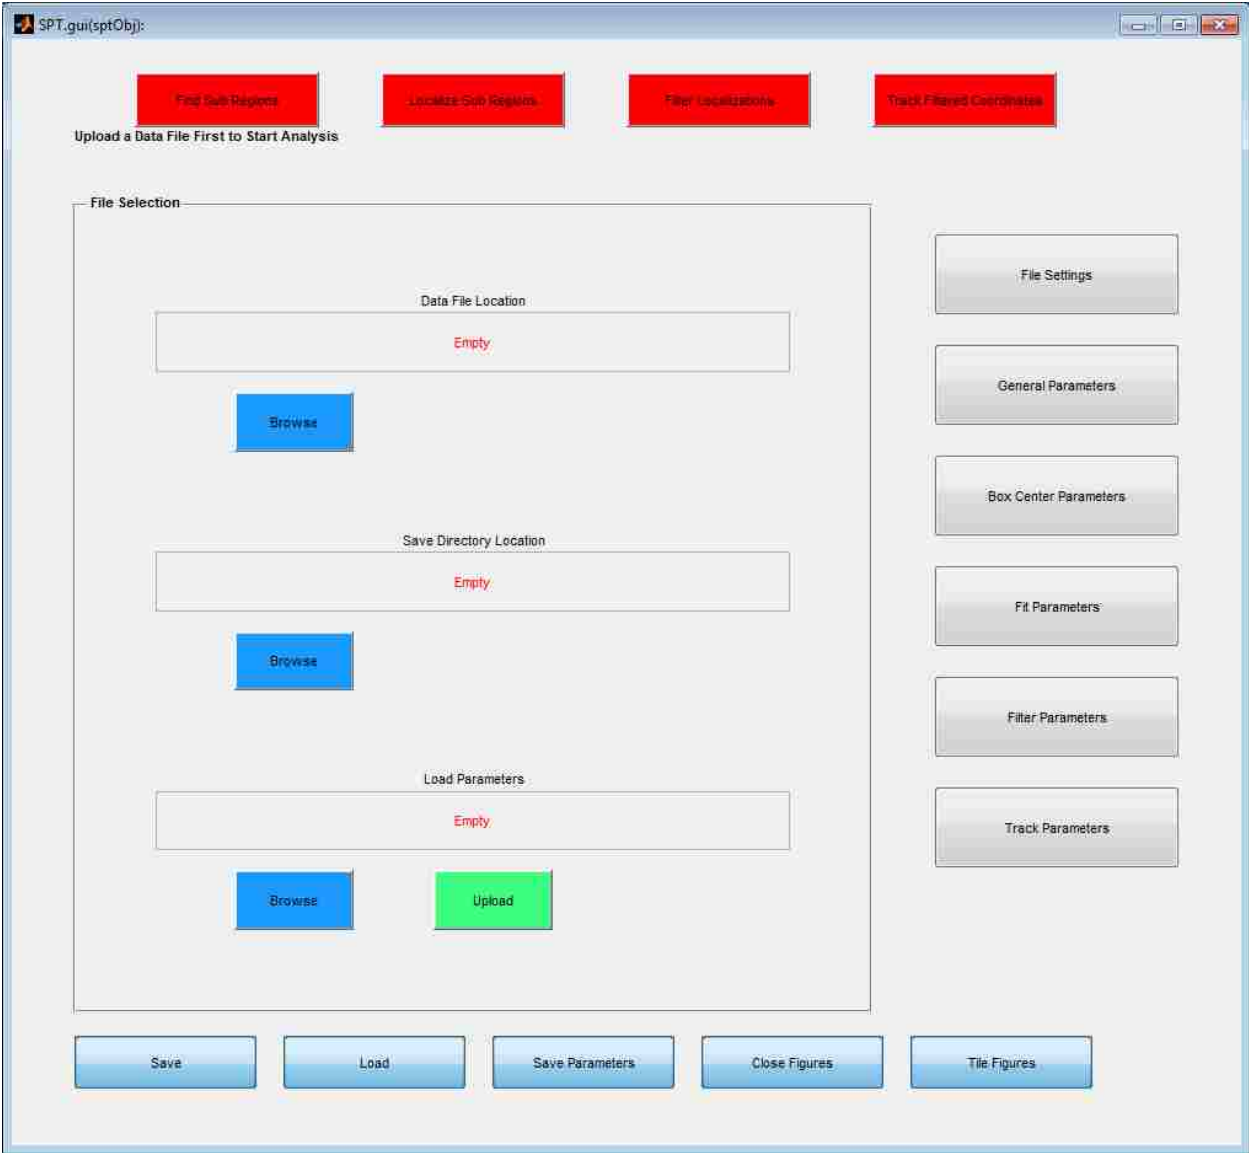 SPT.gui(sptObj):
Find Sub Regions
Localize Sub Regions
Filter Localizations
Track Filtered Coordinates
Upload a Data File First to Start Analysis
File Selection
Data File Location
Empty
Browse
Save Directory Location
Empty
Browse
Load Parameters
Empty
Browse
Upload
File Settings
General Parameters
Box Center Parameters
Fit Parameters
Filter Parameters
Track Parameters
Save
Load
Save Parameters
Close Figures
Tile Figures